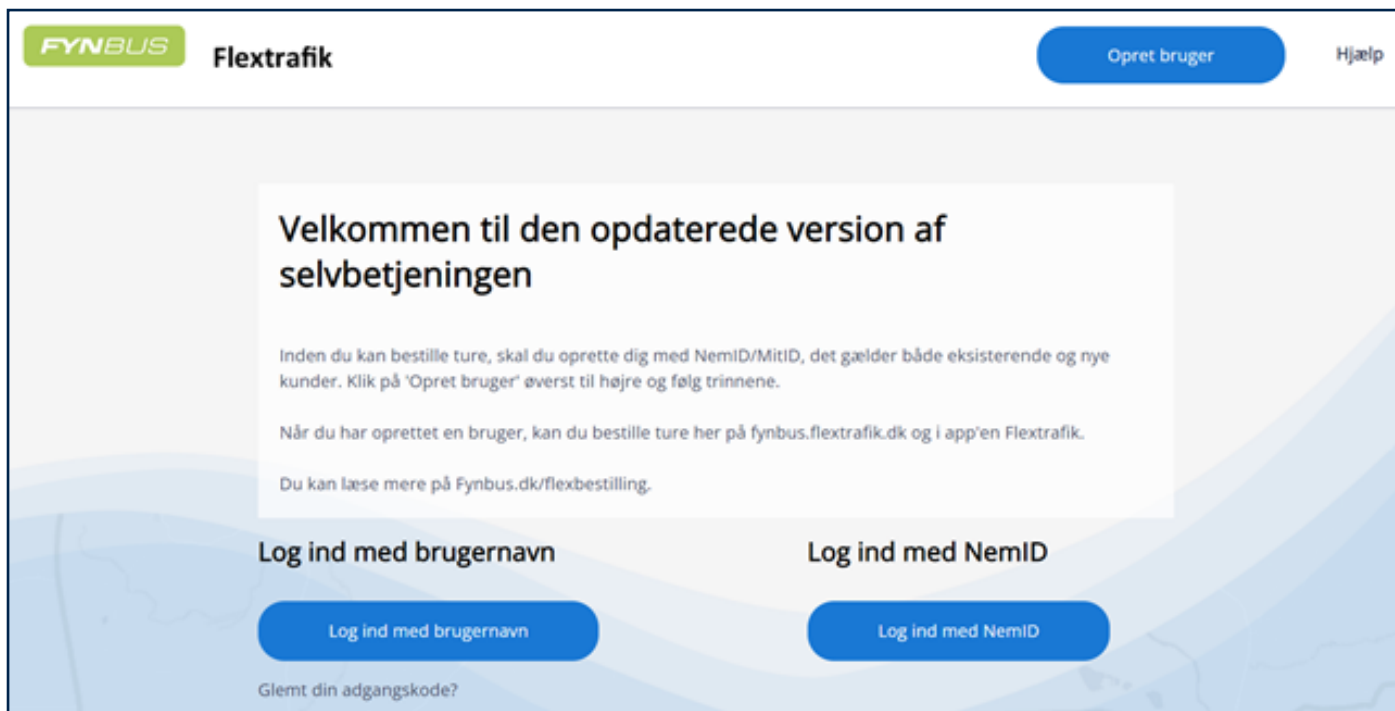 FYNBUS
Flextrafik
Opret bruger
Hjælp
Velkommen til den opdaterede version af
selvbetjeningen
Inden du kan bestille ture, skal du oprette dig med NemID/MitID, det gælder både eksisterende og nye
kunder. Klik på 'Opret bruger' øverst til højre og følg trinnene.
Når du har oprettet en bruger, kan du bestille ture her på fynbus.flextrafik.dk og i app'en Flextrafik.
Du kan læse mere på Fynbus.dk/flexbestilling.
Log ind med brugernavn
Log ind med NemID
Log ind med brugernavn
Log ind med NemID
Glemt din adgangskode?